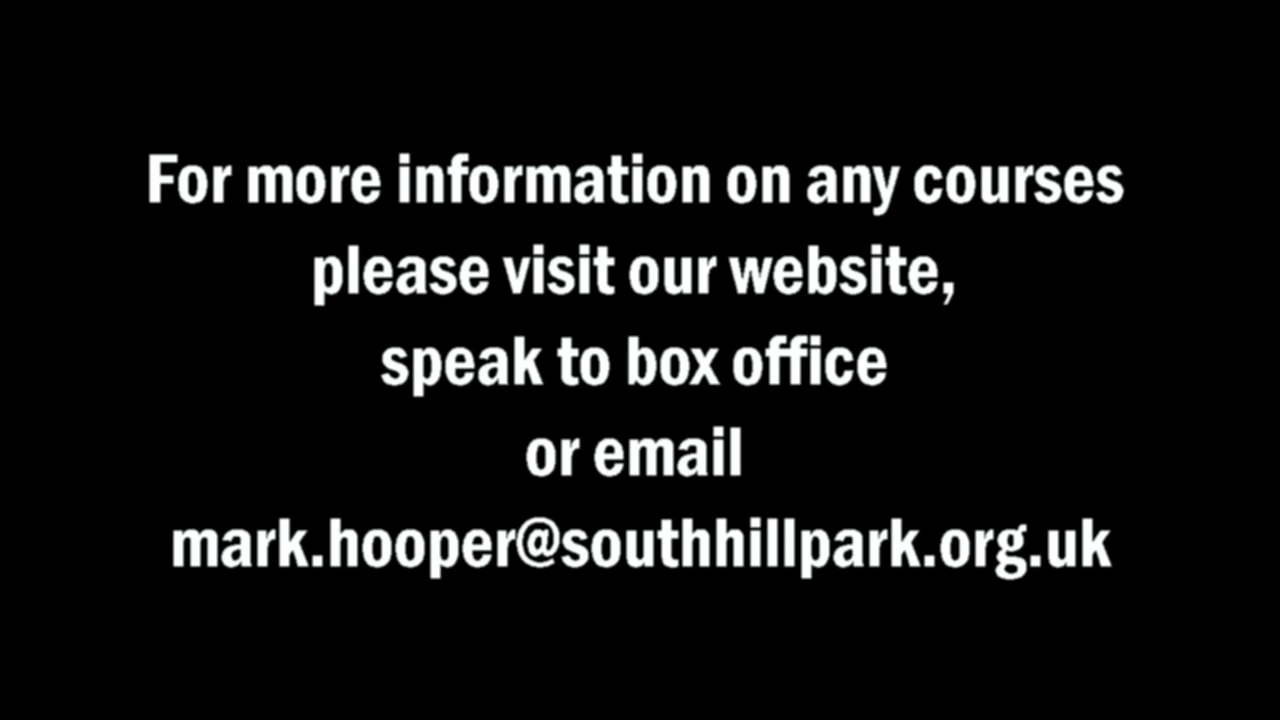 For more information on any courses
please visit our website,
speak to box office
or email
mark.hooper@southhillpark.org.uk